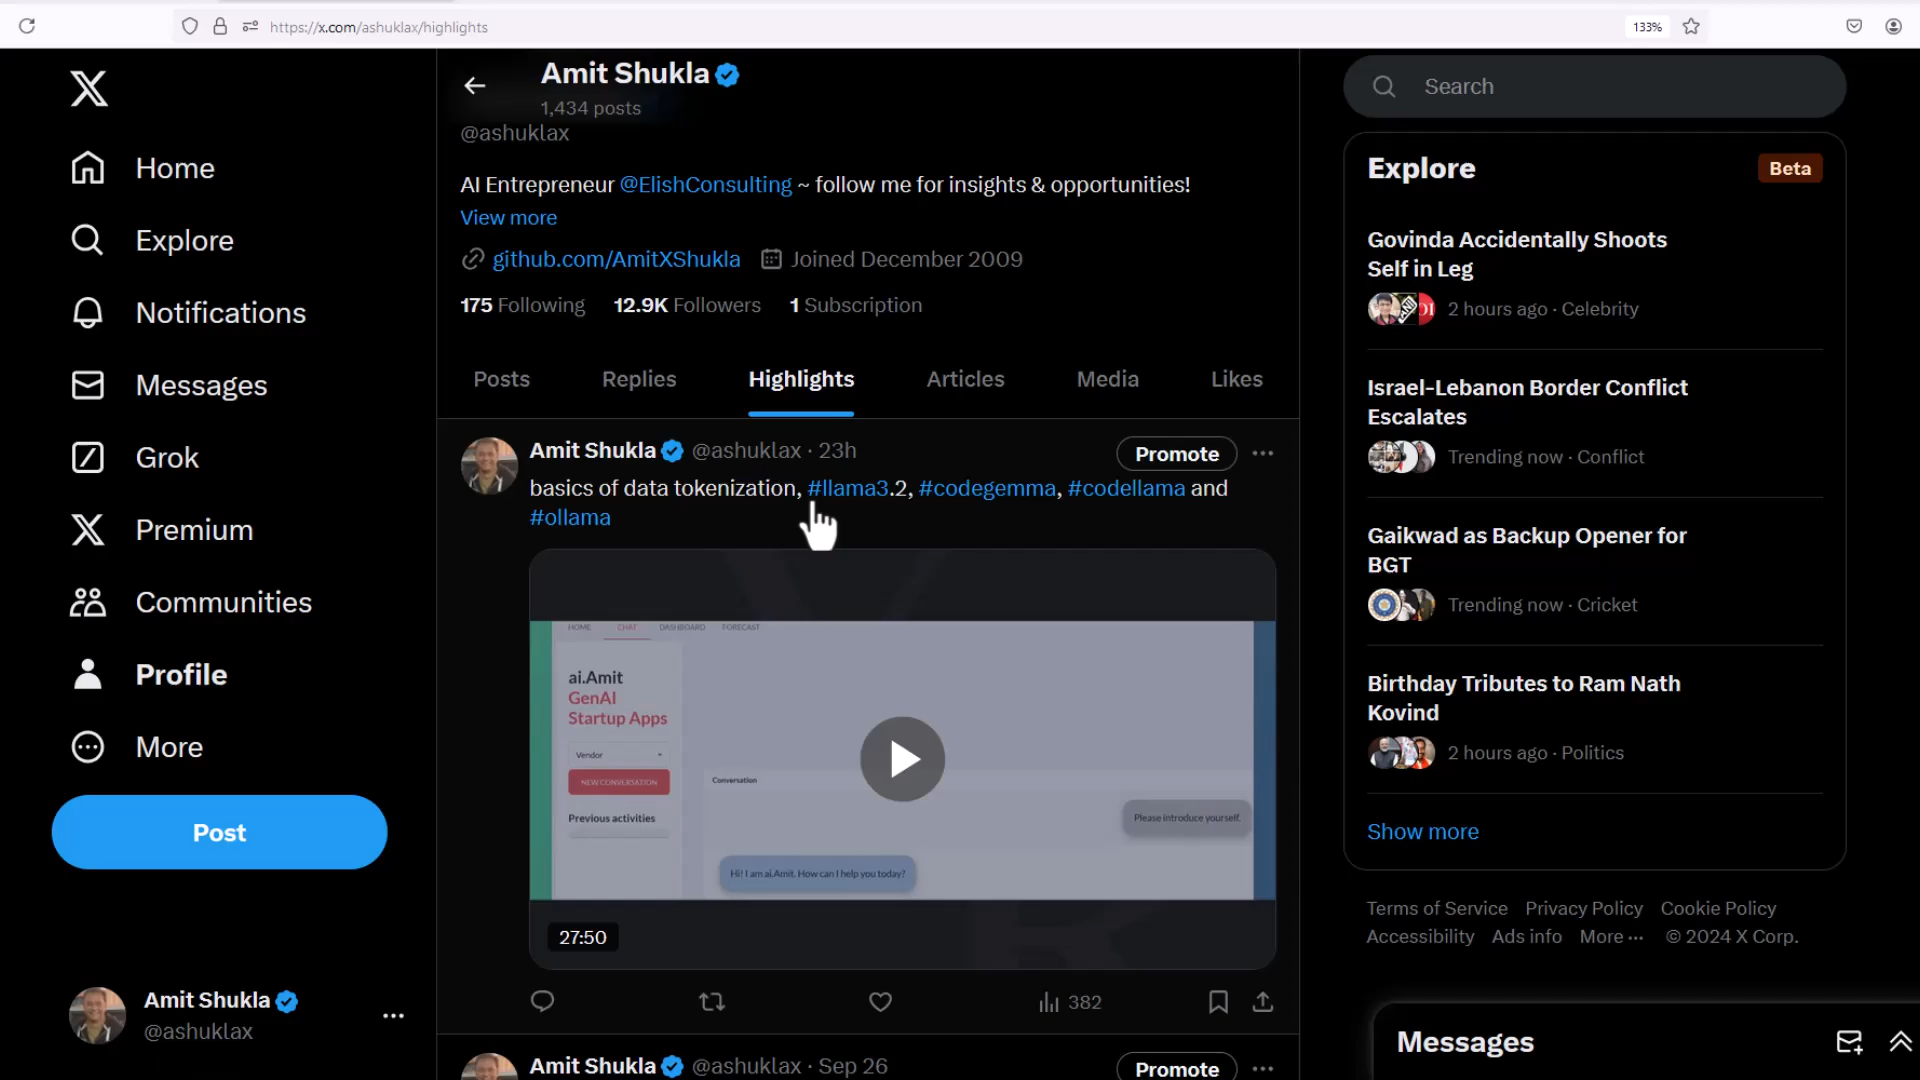 https://x.com/ashuklax/highlights
133%
Home
Explore
Notifications
Messages
Grok
Premium
Communities
Profile
More
Post
Amit Shukla
@ashuklax
Amit Shukla
1,434 posts
@ashuklax
AI Entrepreneur @ElishConsulting ~ follow me for insights & opportunities!
View more
github.com/AmitXShukla Joined December 2009
175 Following 12.9K Followers 1 Subscription
Posts Replies Highlights Articles Media Likes
Amit Shukla @ashuklax · 23h Promote
basics of data tokenization, #llama3.2, #codegemma, #codellama and
#ollama
HOME CHAT DASHBOARD FORECAST
ai.Amit
GenAI
Startup Apps
Vendor
NEW CONVERSATION
Previous activities
Conversation
Please introduce yourself.
Hi! I am ai.Amit. How can I help you today?
27:50
382
Amit Shukla @ashuklax · Sep 26 Promote
Search
Explore Beta
Govinda Accidentally Shoots
Self in Leg
2 hours ago · Celebrity
Israel-Lebanon Border Conflict
Escalates
Trending now · Conflict
Gaikwad as Backup Opener for
BGT
Trending now · Cricket
Birthday Tributes to Ram Nath
Kovind
2 hours ago · Politics
Show more
Terms of Service Privacy Policy Cookie Policy
Accessibility Ads info More ··· © 2024 X Corp.
Messages